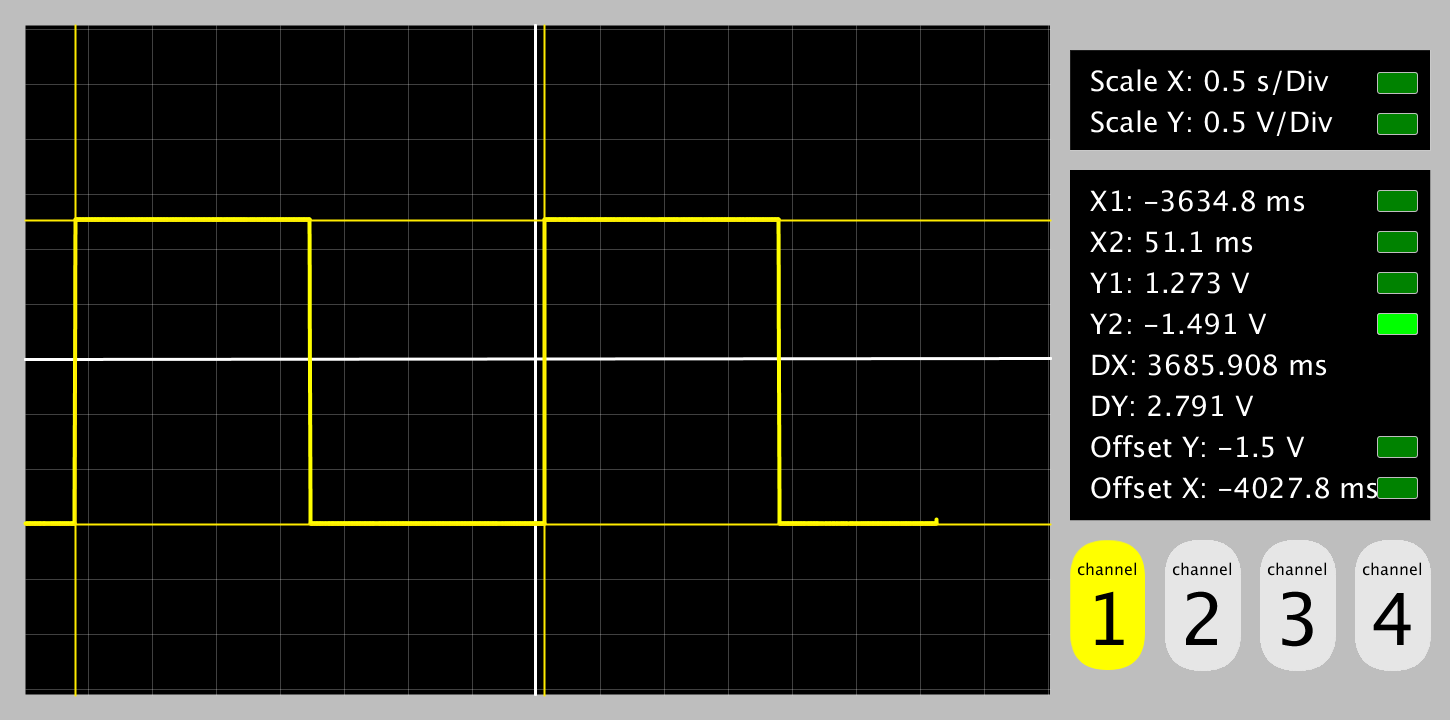 Scale X: 0.5 s/Div
Scale Y: 0.5 V/Div
X1: -3634.8 ms
X2: 51.1 ms
Y1: 1.273 V
Y2: -1.491 V
DX: 3685.908 ms
DY: 2.791 V
Offset Y: -1.5 V
Offset X: -4027.8 ms
channel channel channel channel
1 2 3 4